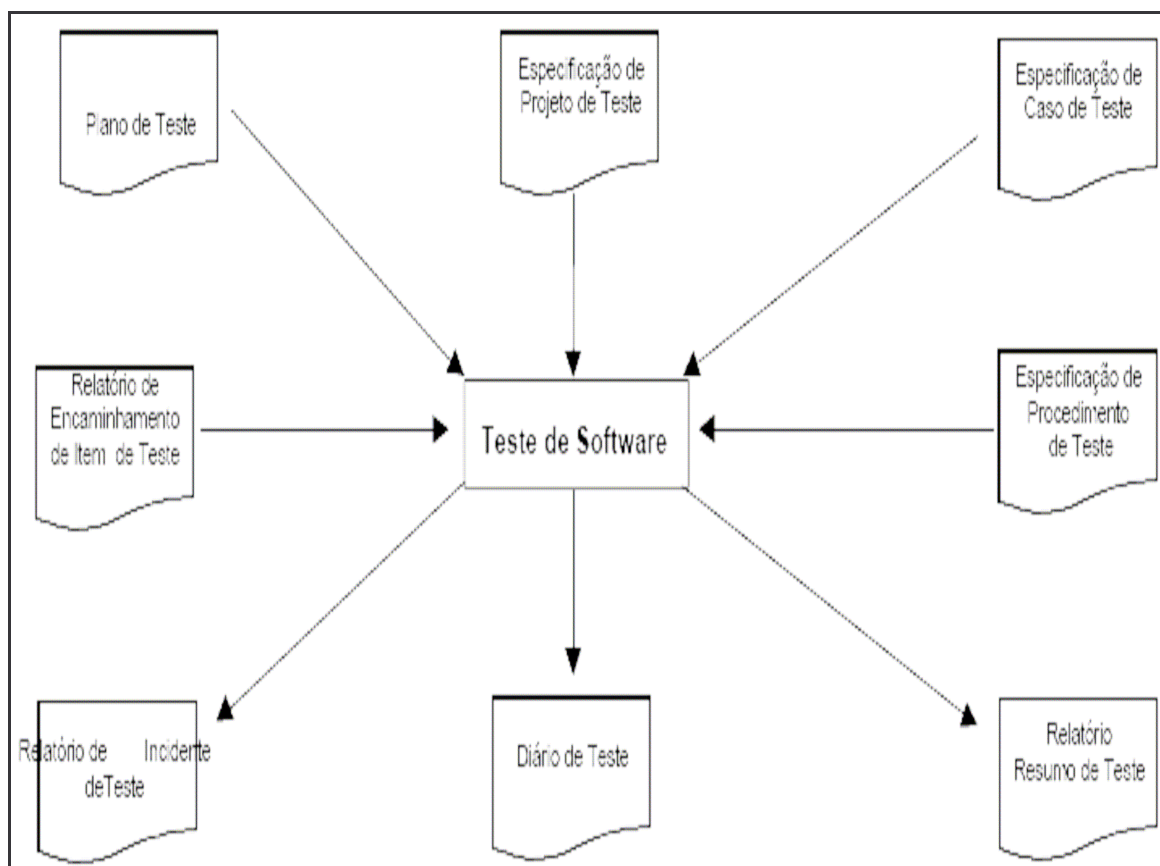 Plano de Teste
Especificação de
Projeto de Teste
Especificação de
Caso de Teste
Relatório de
Encaminhamento
de Item de Teste
Teste de Software
Especificação de
Procedimento
de Teste
Relatório de Incidente
deTeste
Diário de Teste
Relatório
Resumo de Teste